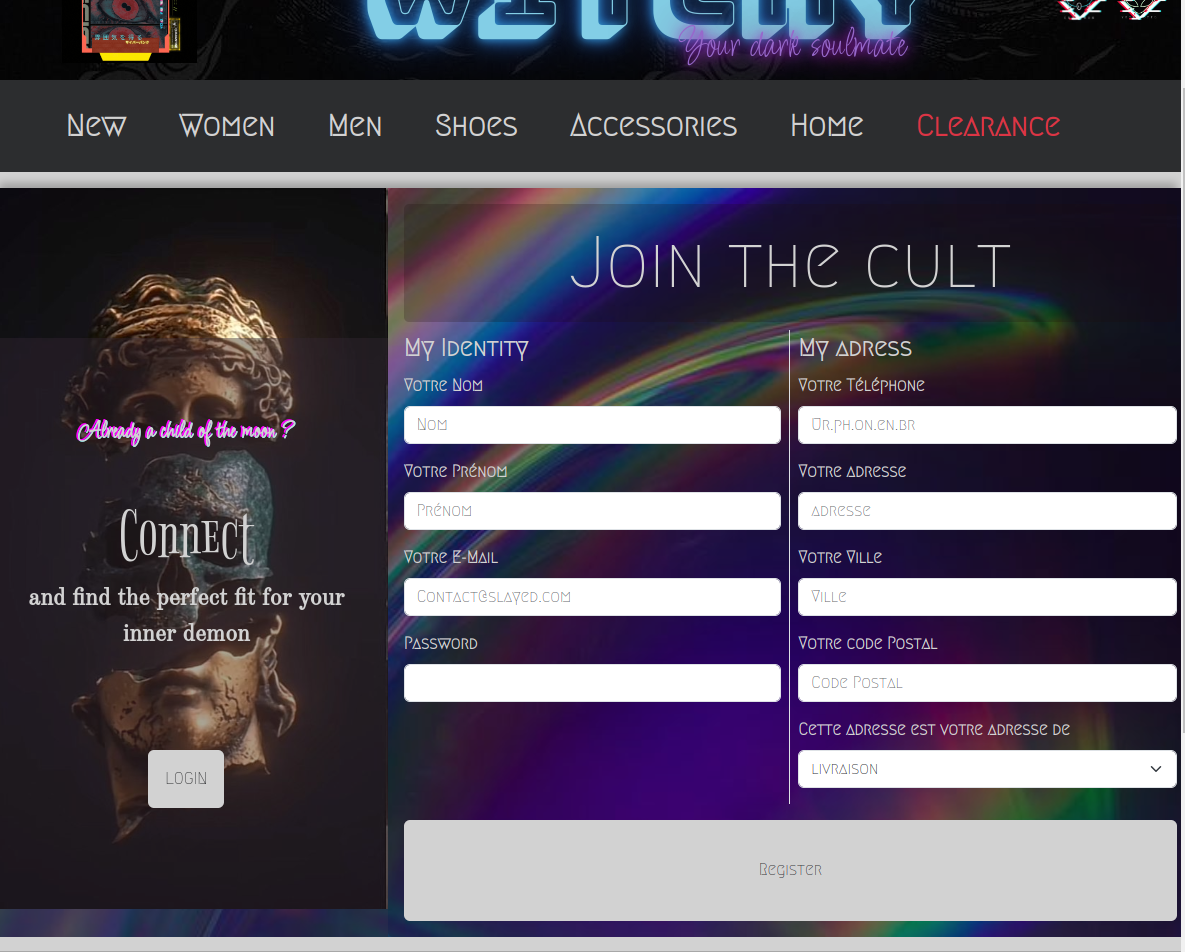 Your dark soulmate
New Women Men Shoes Accessories Home Clearance
Join the cult
Already a child of the moon ?
Connect
and find the perfect fit for your
inner demon
LOGIN
My Identity
Votre Nom
Nom
Votre Prénom
Prénom
Votre E-Mail
Contact@slayed.com
Password
My adress
Votre Téléphone
Ur.ph.on.en.br
Votre adresse
adresse
Votre Ville
Ville
Votre code Postal
Code Postal
Cette adresse est votre adresse de
livraison
Register